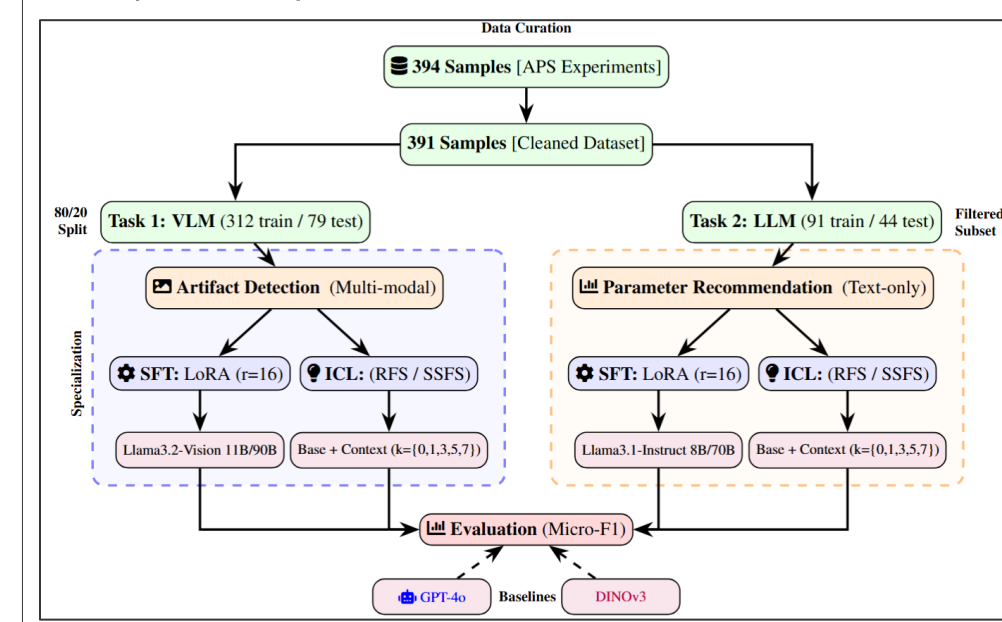 Data Curation
394 Samples [APS Experiments]
391 Samples [Cleaned Dataset]
80/20
Split
Task 1: VLM (312 train / 79 test)
Task 2: LLM (91 train / 44 test)
Filtered
Subset
Specialization
Artifact Detection (Multi-modal)
Parameter Recommendation (Text-only)
SFT: LoRA (r=16)
ICL: (RFS / SSFS)
SFT: LoRA (r=16)
ICL: (RFS / SSFS)
Llama3.2-Vision 11B/90B
Base + Context (k={0,1,3,5,7})
Llama3.1-Instruct 8B/70B
Base + Context (k={0,1,3,5,7})
Evaluation (Micro-F1)
GPT-4o
Baselines
DINOv3